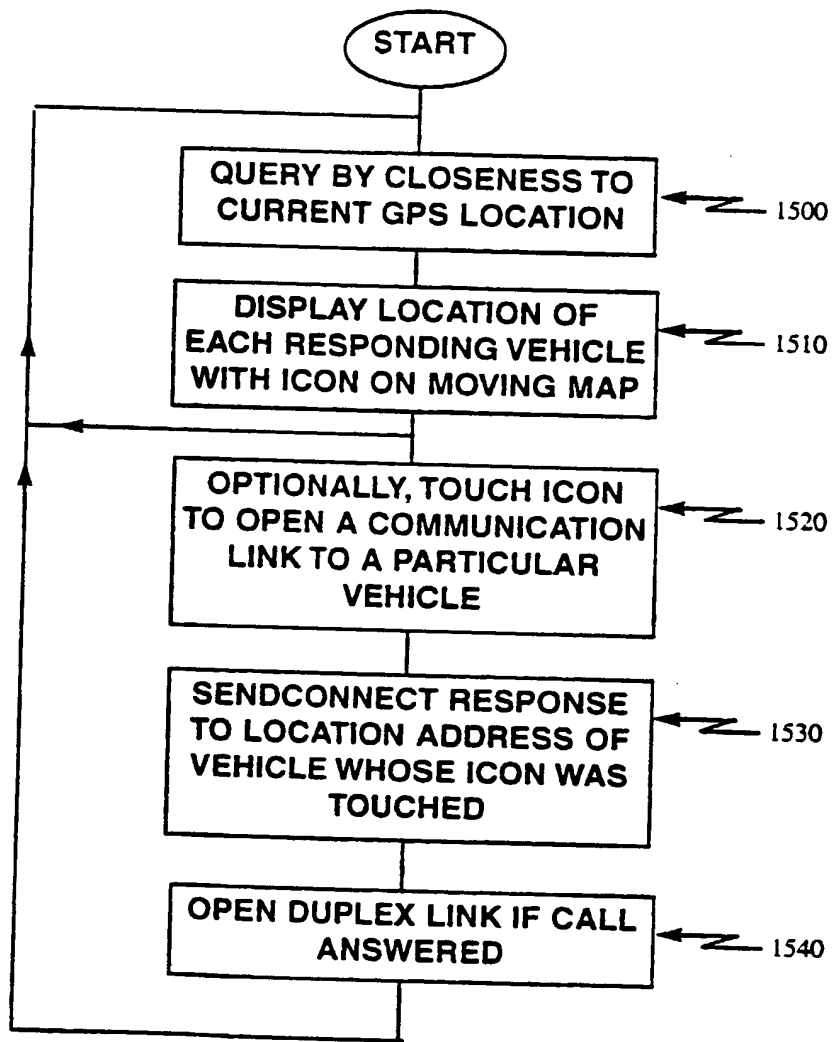 START
QUERY BY CLOSENESS TO
CURRENT GPS LOCATION
1500
DISPLAY LOCATION OF
EACH RESPONDING VEHICLE
WITH ICON ON MOVING MAP
1510
OPTIONALLY, TOUCH ICON
TO OPEN A COMMUNICATION
LINK TO A PARTICULAR
VEHICLE
1520
SENDCONNECT RESPONSE
TO LOCATION ADDRESS OF
VEHICLE WHOSE ICON WAS
TOUCHED
1530
OPEN DUPLEX LINK IF CALL
ANSWERED
1540